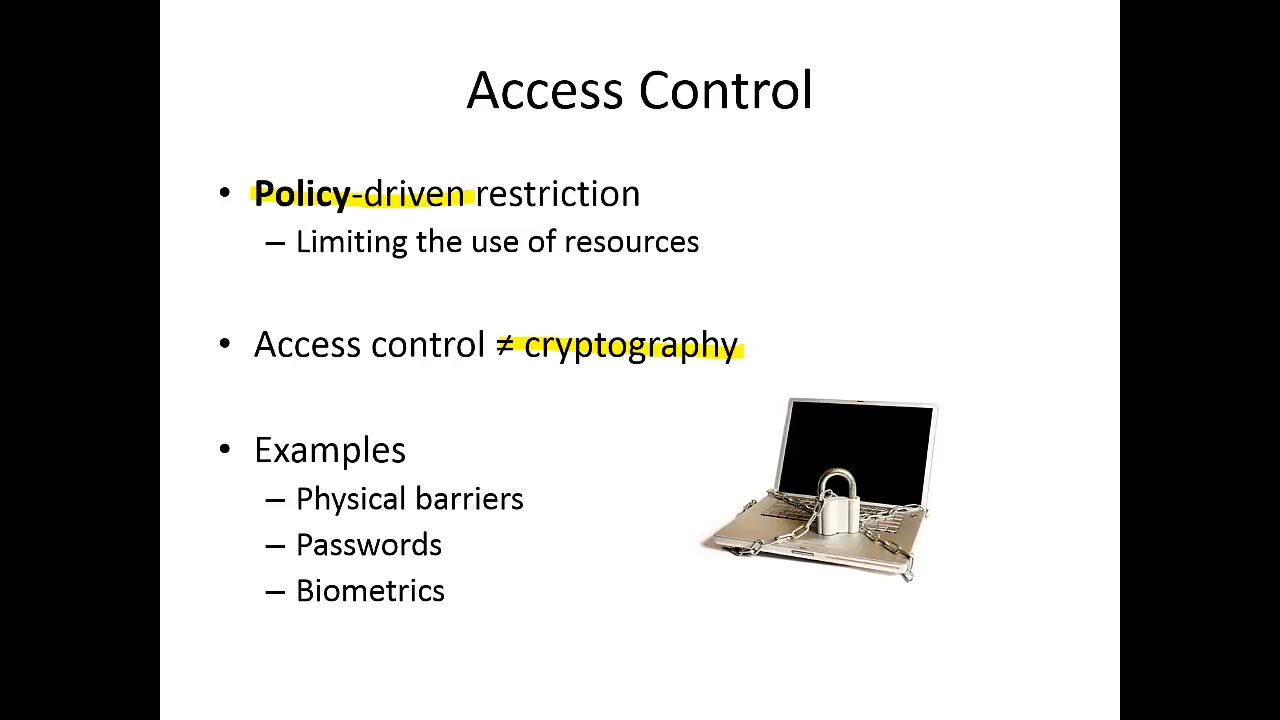 Access Control
• Policy-driven restriction
– Limiting the use of resources
• Access control ≠ cryptography
• Examples
– Physical barriers
– Passwords
– Biometrics